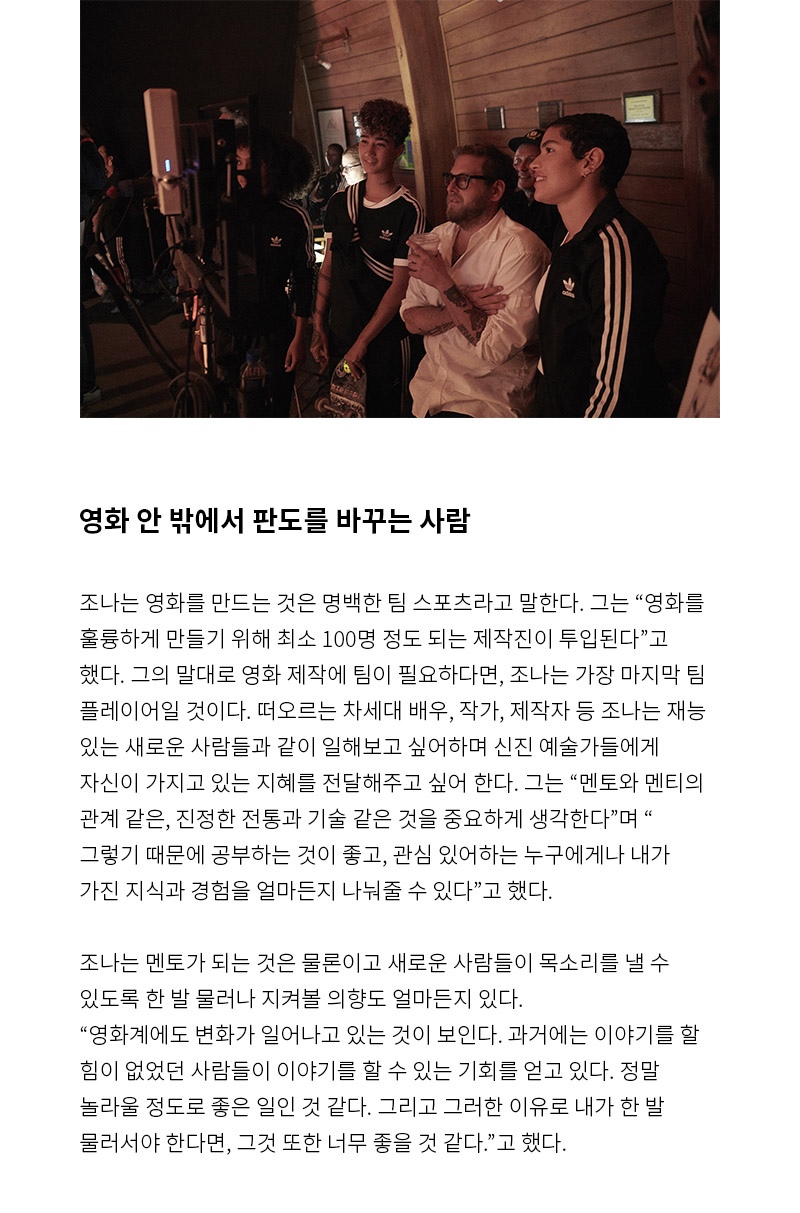 adidas
영화 안 밖에서 판도를 바꾸는 사람
조나는 영화를 만드는 것은 명백한 팀 스포츠라고 말한다. 그는 “영화를
훌륭하게 만들기 위해 최소 100명 정도 되는 제작진이 투입된다”고
했다. 그의 말대로 영화 제작에 팀이 필요하다면, 조나는 가장 마지막 팀
플레이어일 것이다. 떠오르는 차세대 배우, 작가, 제작자 등 조나는 재능
있는 새로운 사람들과 같이 일해보고 싶어하며 신진 예술가들에게
자신이 가지고 있는 지혜를 전달해주고 싶어 한다. 그는 “멘토와 멘티의
관계 같은, 진정한 전통과 기술 같은 것을 중요하게 생각한다”며 “
그렇기 때문에 공부하는 것이 좋고, 관심 있어하는 누구에게나 내가
가진 지식과 경험을 얼마든지 나눠줄 수 있다”고 했다.
조나는 멘토가 되는 것은 물론이고 새로운 사람들이 목소리를 낼 수
있도록 한 발 물러나 지켜볼 의향도 얼마든지 있다.
“영화계에도 변화가 일어나고 있는 것이 보인다. 과거에는 이야기를 할
힘이 없었던 사람들이 이야기를 할 수 있는 기회를 얻고 있다. 정말
놀라울 정도로 좋은 일인 것 같다. 그리고 그러한 이유로 내가 한 발
물러서야 한다면, 그것 또한 너무 좋을 것 같다.”고 했다.